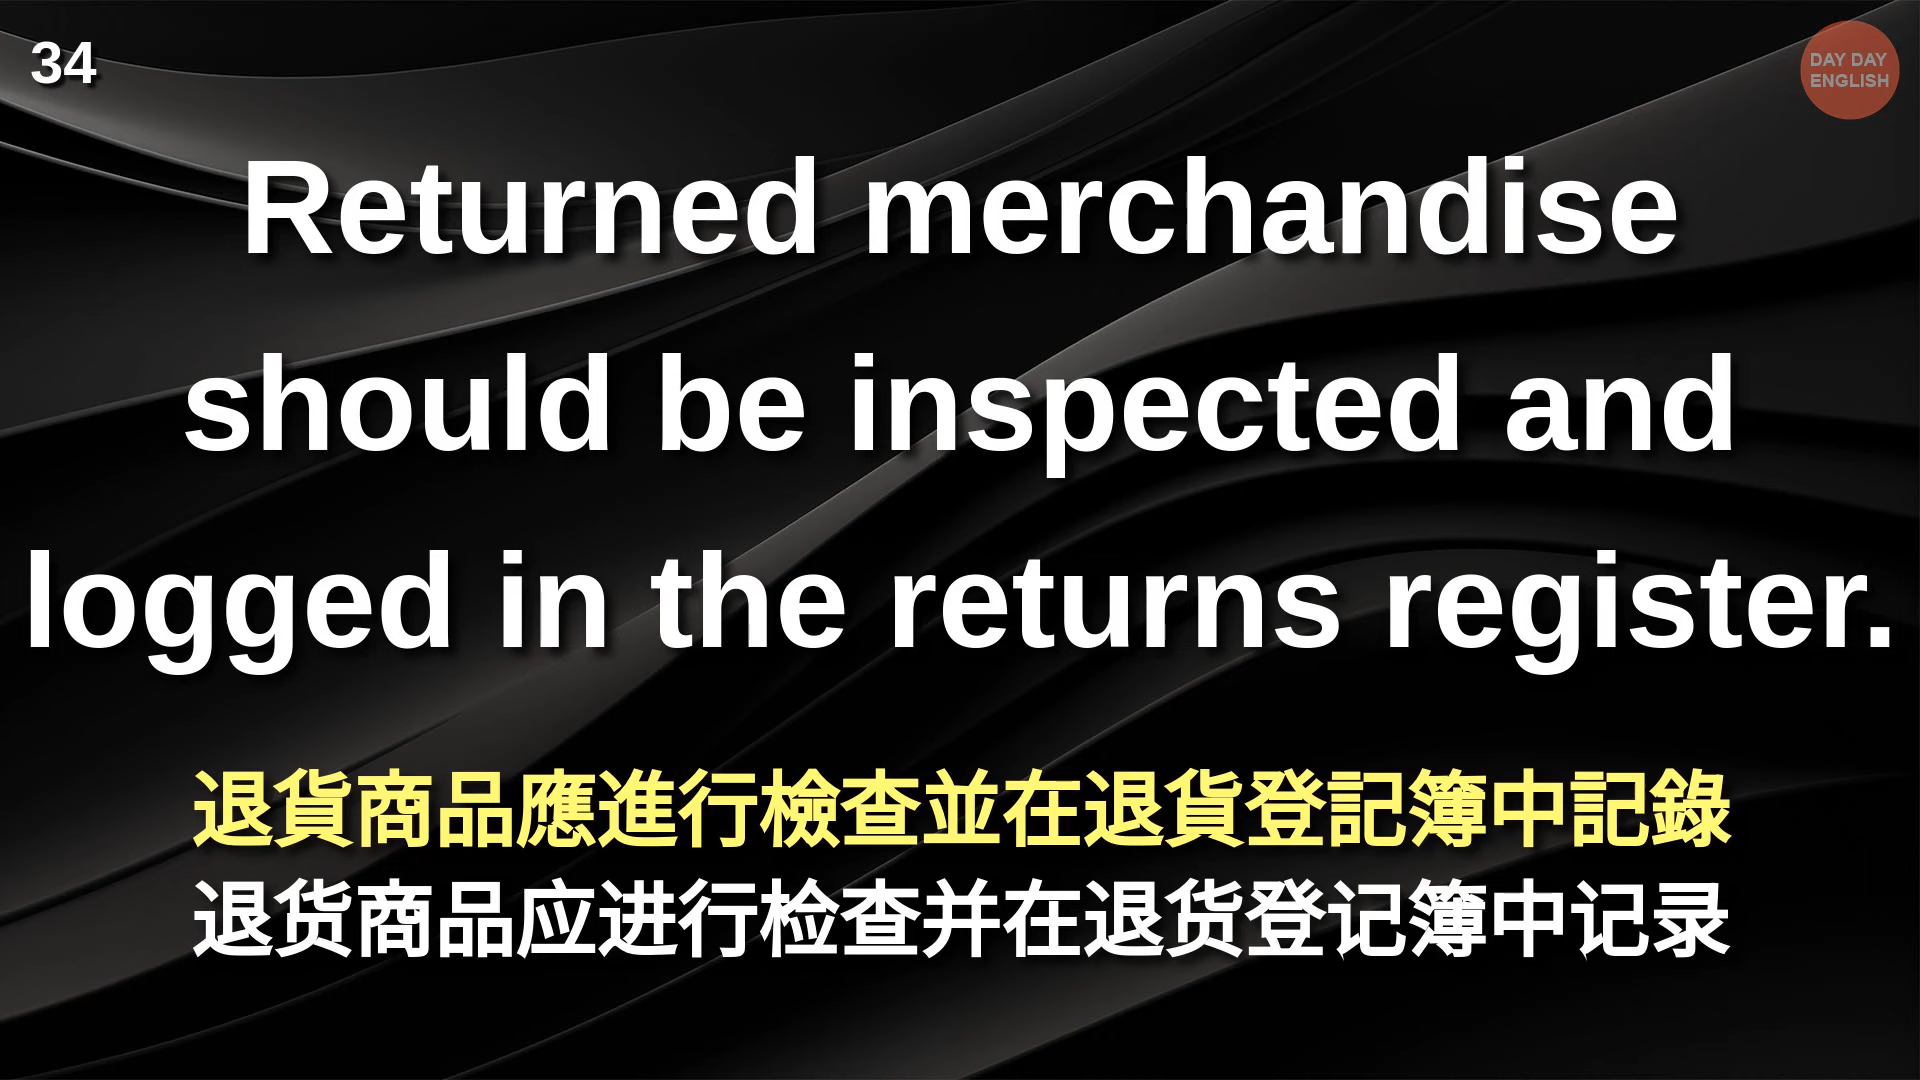 34
DAY DAY
ENGLISH
Returned merchandise
should be inspected and
logged in the returns register.
退貨商品應進行檢查並在退貨登記簿中記錄
退货商品应进行检查并在退货登记簿中记录